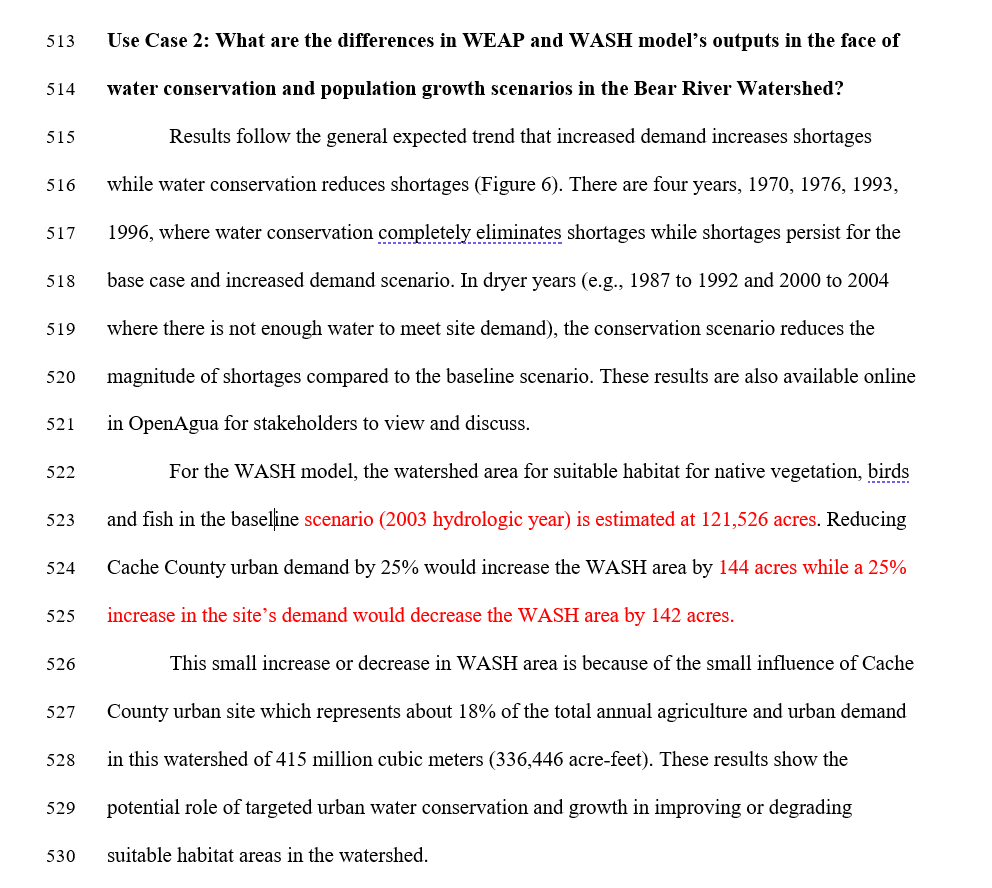 513 Use Case 2: What are the differences in WEAP and WASH model’s outputs in the face of
514 water conservation and population growth scenarios in the Bear River Watershed?
515 Results follow the general expected trend that increased demand increases shortages
516 while water conservation reduces shortages (Figure 6). There are four years, 1970, 1976, 1993,
517 1996, where water conservation completely eliminates shortages while shortages persist for the
518 base case and increased demand scenario. In dryer years (e.g., 1987 to 1992 and 2000 to 2004
519 where there is not enough water to meet site demand), the conservation scenario reduces the
520 magnitude of shortages compared to the baseline scenario. These results are also available online
521 in OpenAgua for stakeholders to view and discuss.
522 For the WASH model, the watershed area for suitable habitat for native vegetation, birds
523 and fish in the baseline scenario (2003 hydrologic year) is estimated at 121,526 acres. Reducing
524 Cache County urban demand by 25% would increase the WASH area by 144 acres while a 25%
525 increase in the site’s demand would decrease the WASH area by 142 acres.
526 This small increase or decrease in WASH area is because of the small influence of Cache
527 County urban site which represents about 18% of the total annual agriculture and urban demand
528 in this watershed of 415 million cubic meters (336,446 acre-feet). These results show the
529 potential role of targeted urban water conservation and growth in improving or degrading
530 suitable habitat areas in the watershed.